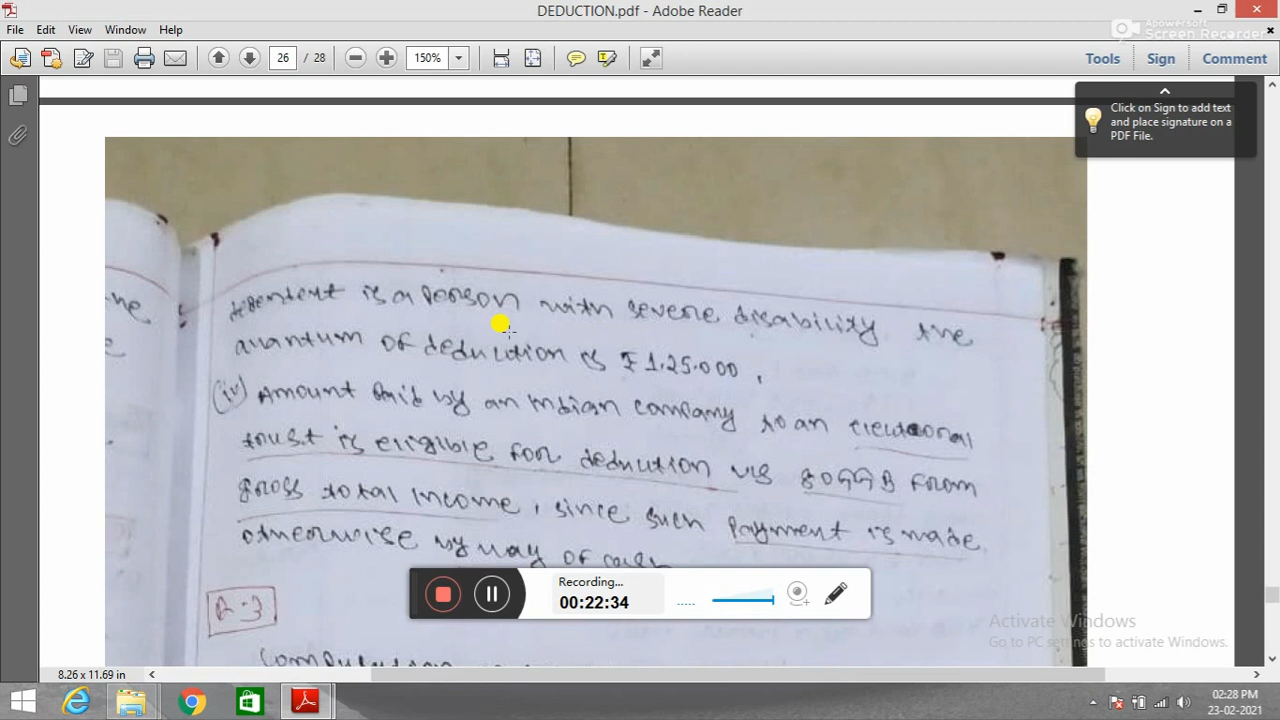 DEDUCTION.pdf - Adobe Reader
File Edit View Window Help
26 / 28 150% Tools Sign Comment
Apowersoft
Screen Recorder
Click on Sign to add text
and place signature on a
PDF File.
dependent is a person with severe disability the
quantum of deduction is ₹ 1,25,000.
(iv) Amount paid by an Indian company to an electoral
trust is eligible for dedution u/s 80GGB from
gross total income, since such payment is made
otherwise by way of cash
Recording...
00:22:34
Q-3
Activate Windows
Go to PC settings to activate Windows.
8.26 x 11.69 in
02:28 PM
23-02-2021